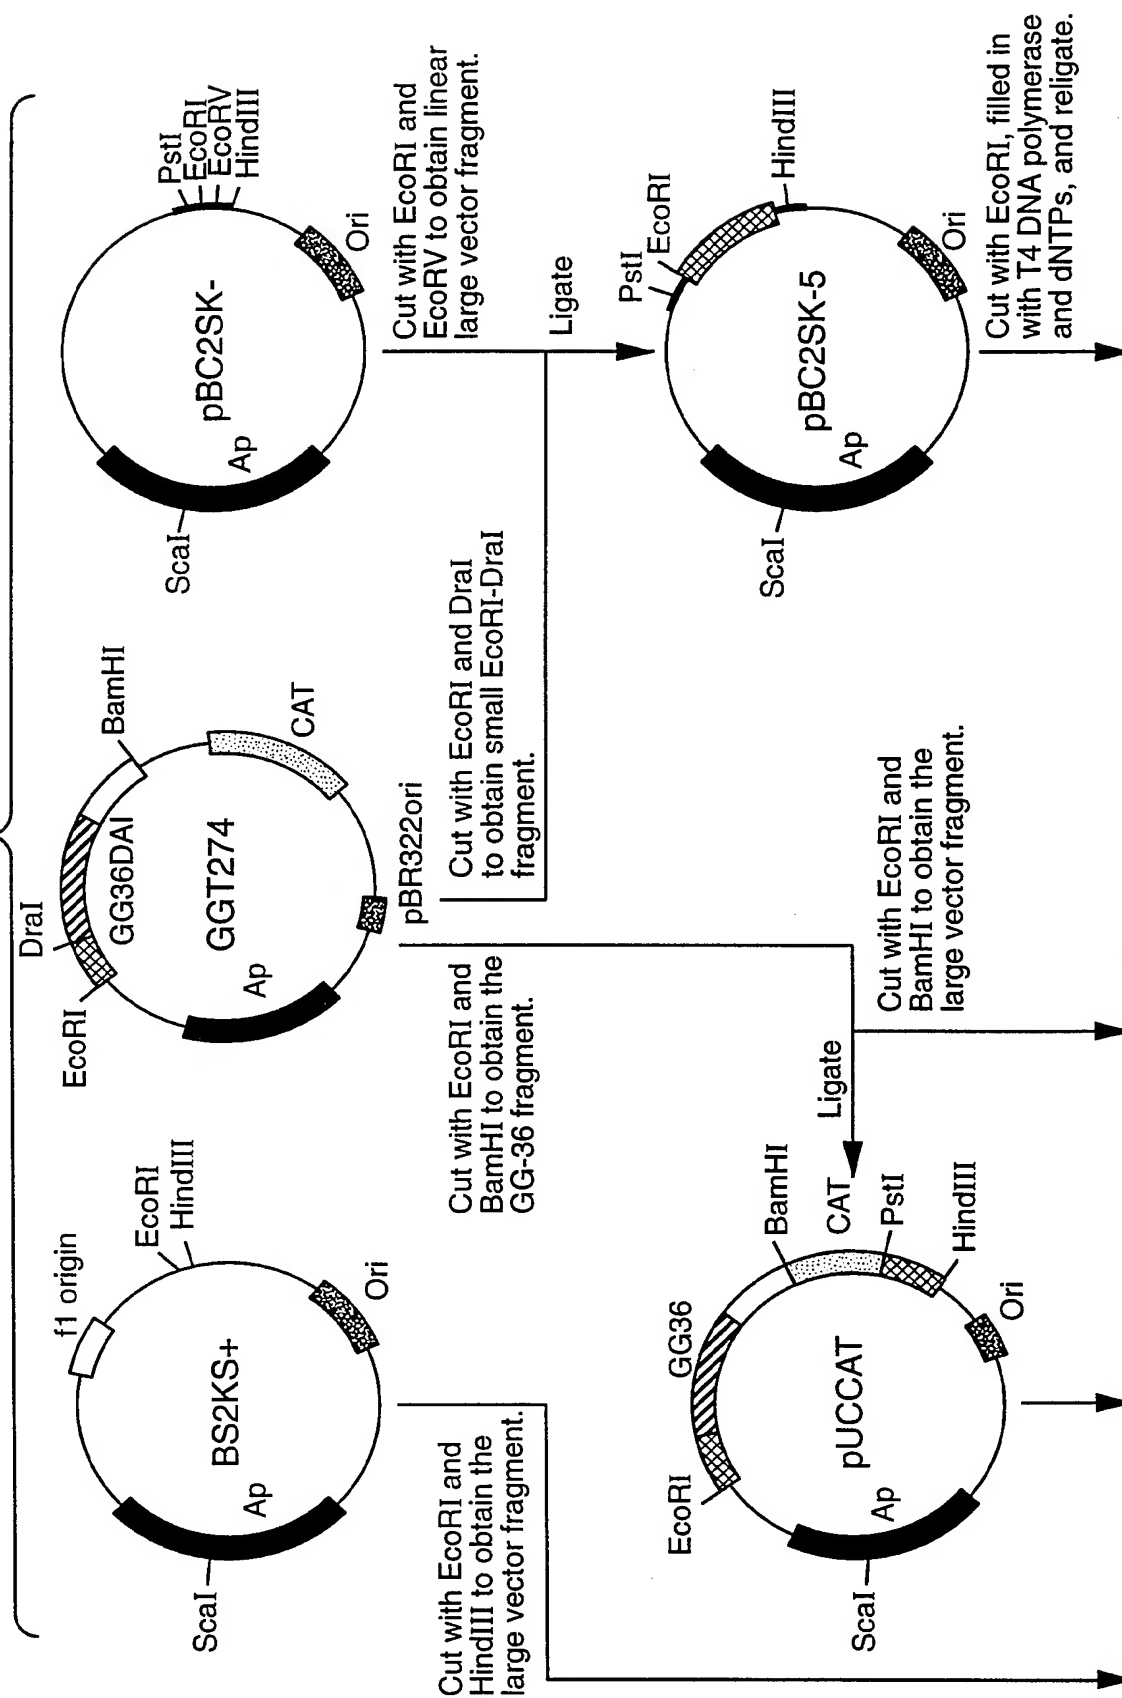 f1 origin
EcoRI
HindIII
BS2KS+
Ap
ScaI
Ori
DraI
EcoRI
GG36DAI
BamHI
GGT274
CAT
Ap
pBR322ori
PstI
EcoRI
EcoRV
HindIII
pBC2SK-
ScaI
Ap
Ori
Cut with EcoRI and
HindIII to obtain the
large vector fragment.
Cut with EcoRI and
BamHI to obtain the
GG-36 fragment.
Cut with EcoRI and DraI
to obtain small EcoRI-DraI
fragment.
Cut with EcoRI and
EcoRV to obtain linear
large vector fragment.
Ligate
Ligate
EcoRI
GG36
BamHI
CAT
PstI
HindIII
pUCCAT
Ap
ScaI
Ori
Cut with EcoRI and
BamHI to obtain the
large vector fragment.
PstI
EcoRI
HindIII
pBC2SK-5
ScaI
Ap
Ori
Cut with EcoRI, filled in
with T4 DNA polymerase
and dNTPs, and religate.